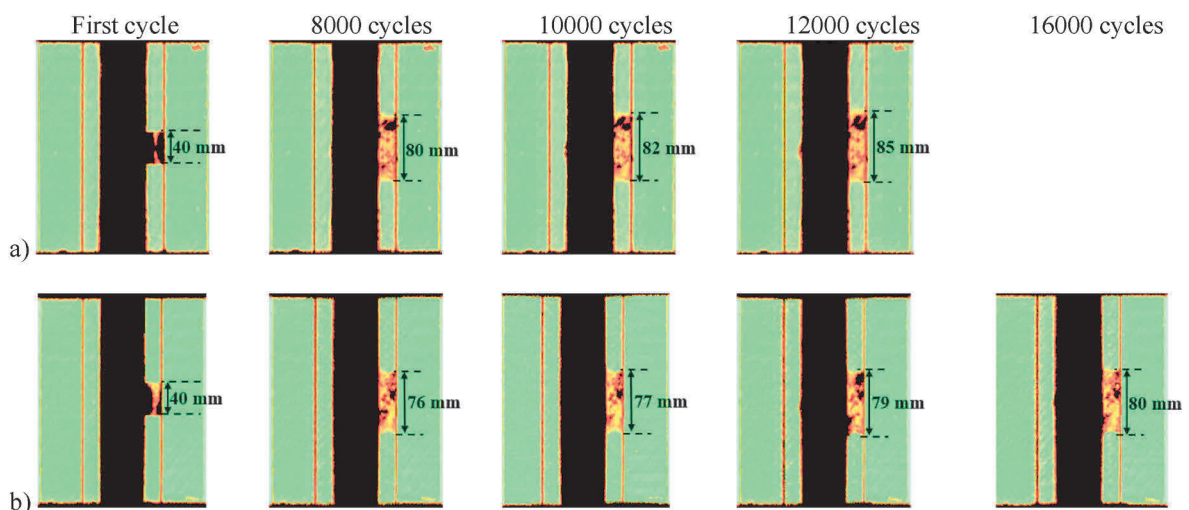 First cycle 8000 cycles 10000 cycles 12000 cycles 16000 cycles
40 mm 80 mm 82 mm 85 mm
a)
40 mm 76 mm 77 mm 79 mm 80 mm
b)